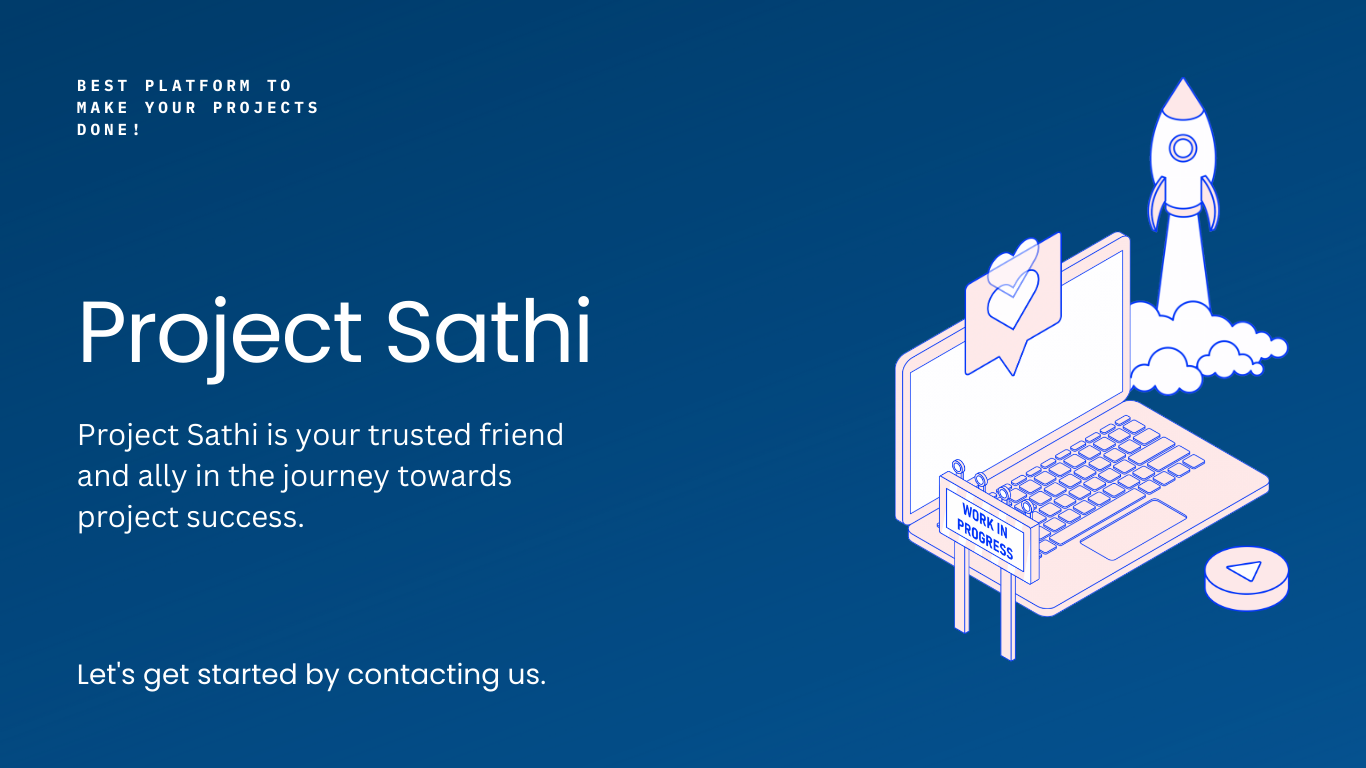 BEST PLATFORM TO
MAKE YOUR PROJECTS
DONE!
Project Sathi
Project Sathi is your trusted friend
and ally in the journey towards
project success.
Let's get started by contacting us.
WORK IN
PROGRESS